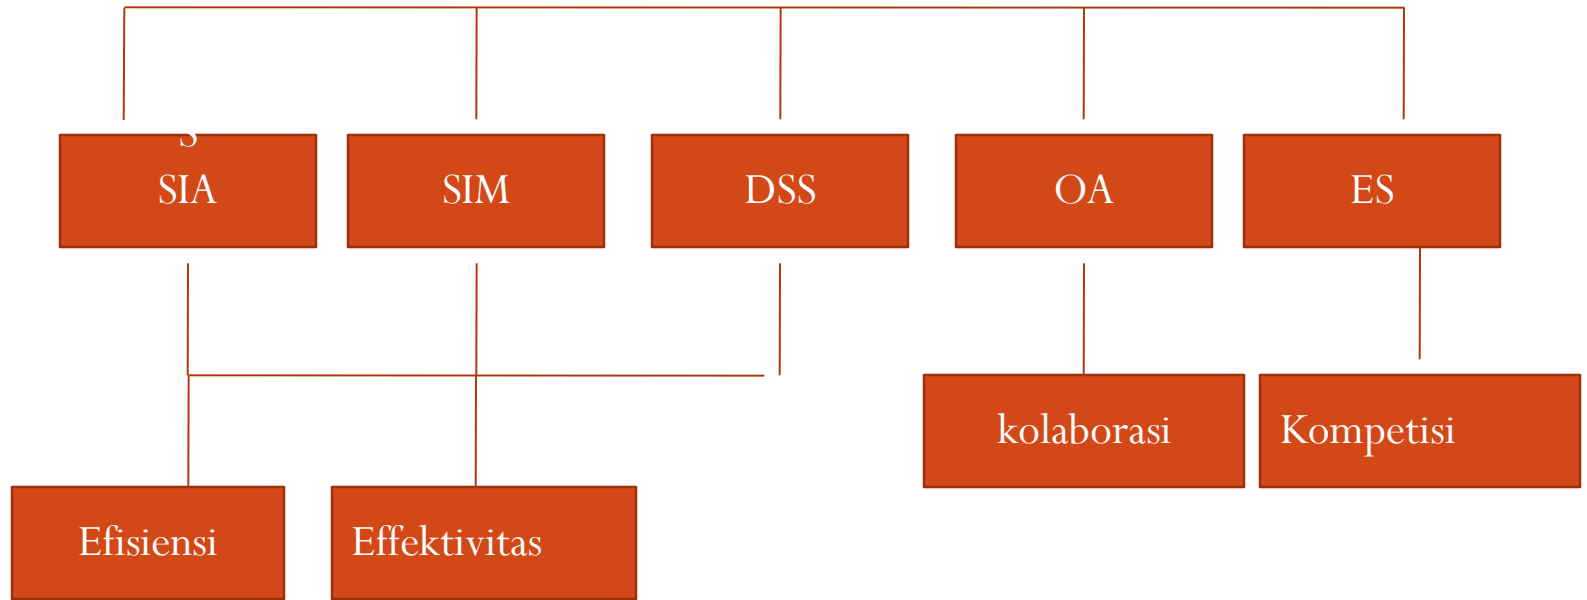 SIA
SIM
DSS
OA
ES
kolaborasi
Kompetisi
Efisiensi
Effektivitas